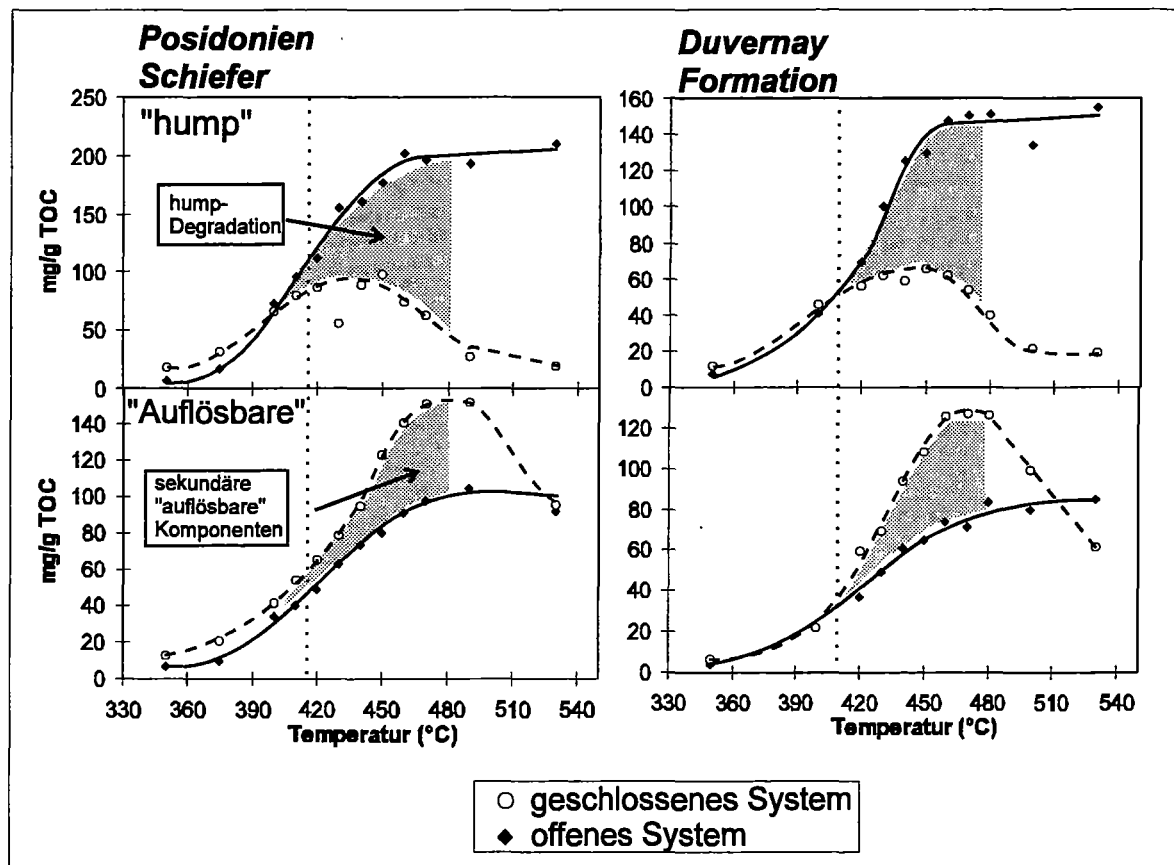 Posidonien
Schiefer
Duvernay
Formation
250
200
150
100
50
0
mg/g TOC
"hump"
hump-
Degradation
160
140
120
100
80
60
40
20
0
mg/g TOC
"Auflösbare"
140
120
100
80
60
40
20
0
mg/g TOC
sekundäre
"auflösbare"
Komponenten
330 360 390 420 450 480 510 540
Temperatur (°C)
120
100
80
60
40
20
0
330 360 390 420 450 480 510 540
Temperatur (°C)
geschlossenes System
offenes System